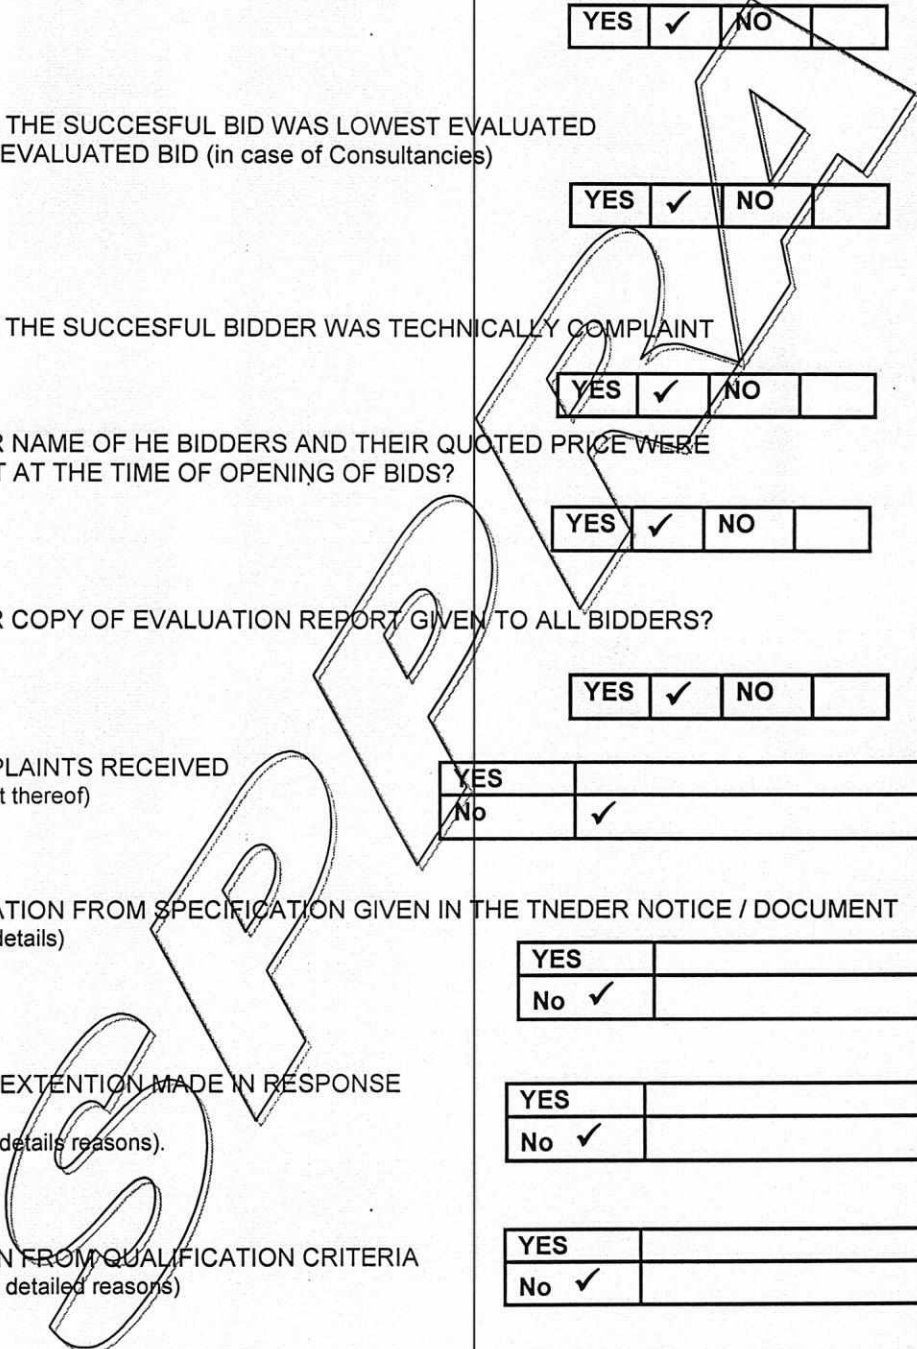 YES ✓ NO
THE SUCCESFUL BID WAS LOWEST EVALUATED
EVALUATED BID (in case of Consultancies)
YES ✓ NO
THE SUCCESFUL BIDDER WAS TECHNICALLY COMPLAINT
YES ✓ NO
R NAME OF HE BIDDERS AND THEIR QUOTED PRICE WERE
T AT THE TIME OF OPENING OF BIDS?
YES ✓ NO
R COPY OF EVALUATION REPORT GIVEN TO ALL BIDDERS?
YES ✓ NO
PLAINTS RECEIVED
t thereof)
YES
No ✓
ATION FROM SPECIFICATION GIVEN IN THE TNEDER NOTICE / DOCUMENT
details)
YES
No ✓
EXTENTION MADE IN RESPONSE
details reasons).
YES
No ✓
N FROM QUALIFICATION CRITERIA
detailed reasons)
YES
No ✓
SPPRA